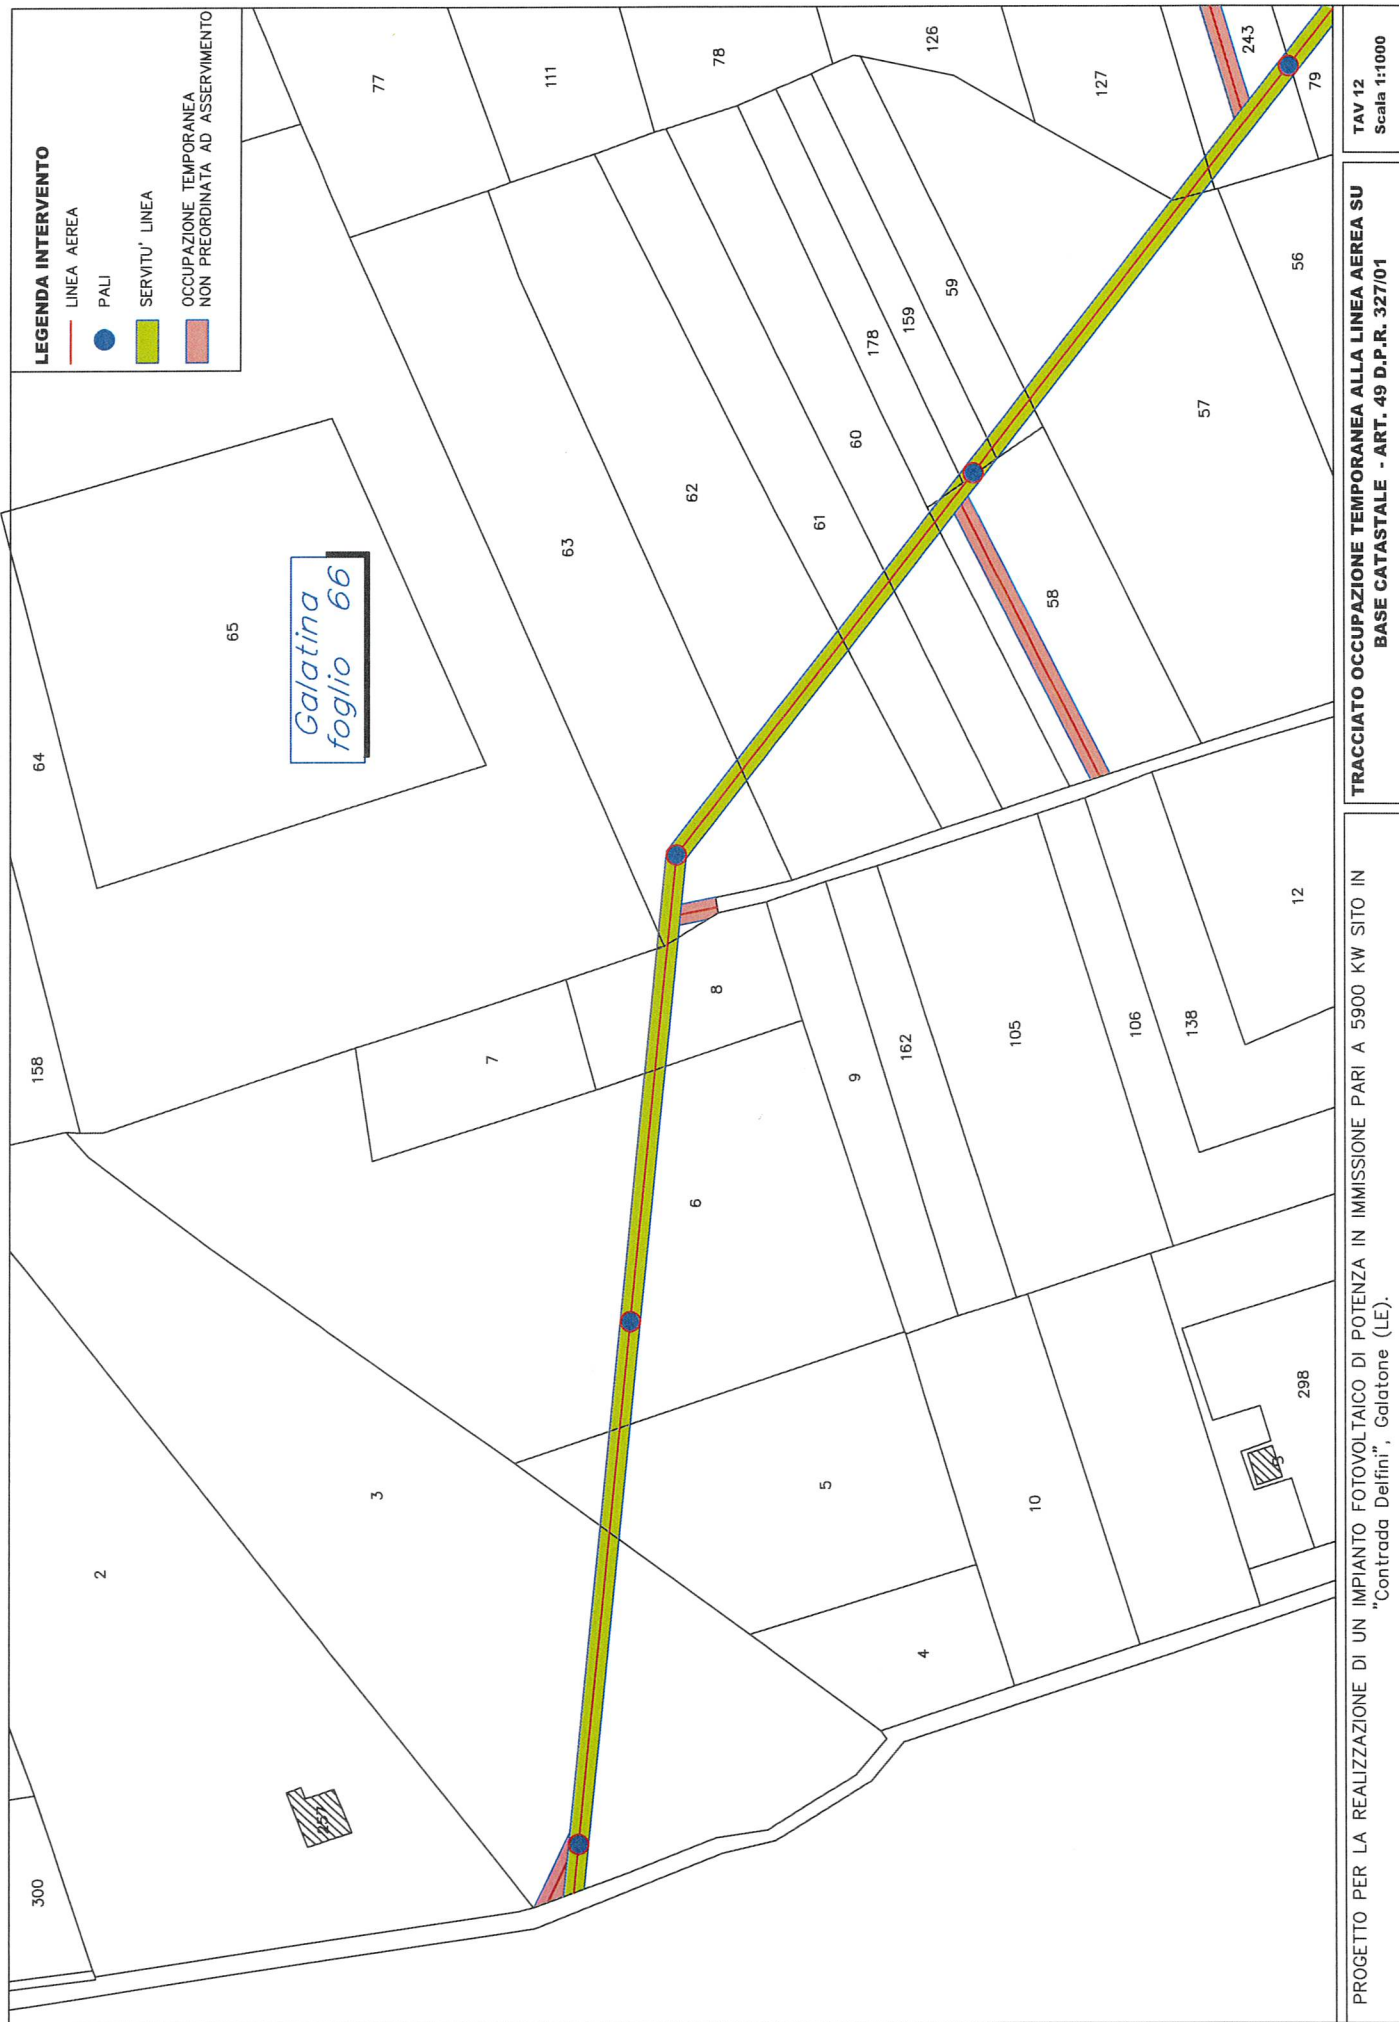 LEGENDA INTERVENTO
LINEA AEREA
PALI
SERVITU' LINEA
OCCUPAZIONE TEMPORANEA
NON PREORDINATA AD ASSERVIMENTO
Galatina
foglio 66
300
158
64
2
257
65
77
3
7
63
111
62
78
8
6
61
60
178
159
59
126
5
9
162
4
105
10
58
127
106
138
57
243
79
56
12
298
PROGETTO PER LA REALIZZAZIONE DI UN IMPIANTO FOTOVOLTAICO DI POTENZA IN IMMISSIONE PARI A 5900 KW SITO IN
"Contrada Delfini", Galatone (LE).
TRACCIATO OCCUPAZIONE TEMPORANEA ALLA LINEA AEREA SU
BASE CATASTALE - ART. 49 D.P.R. 327/01
TAV 12
Scala 1:1000